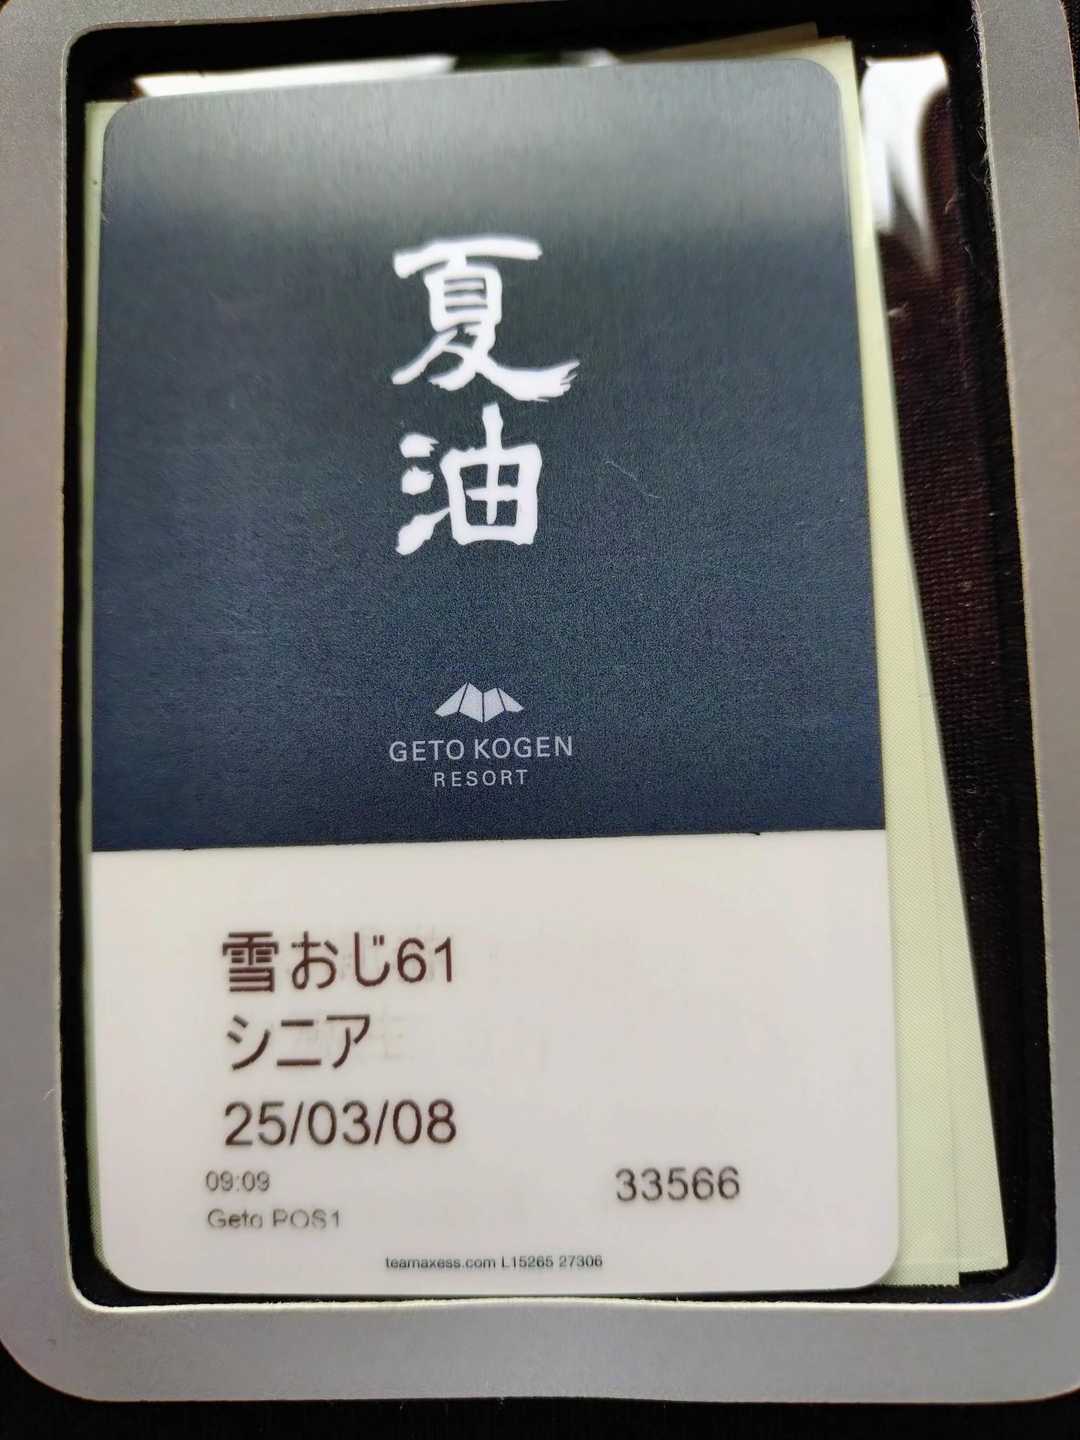 夏油
GETO KOGEN
RESORT
雪おじ61
シニア
25/03/08
09:09 33566
Geto POS1
teamaxess.com L15265 27306